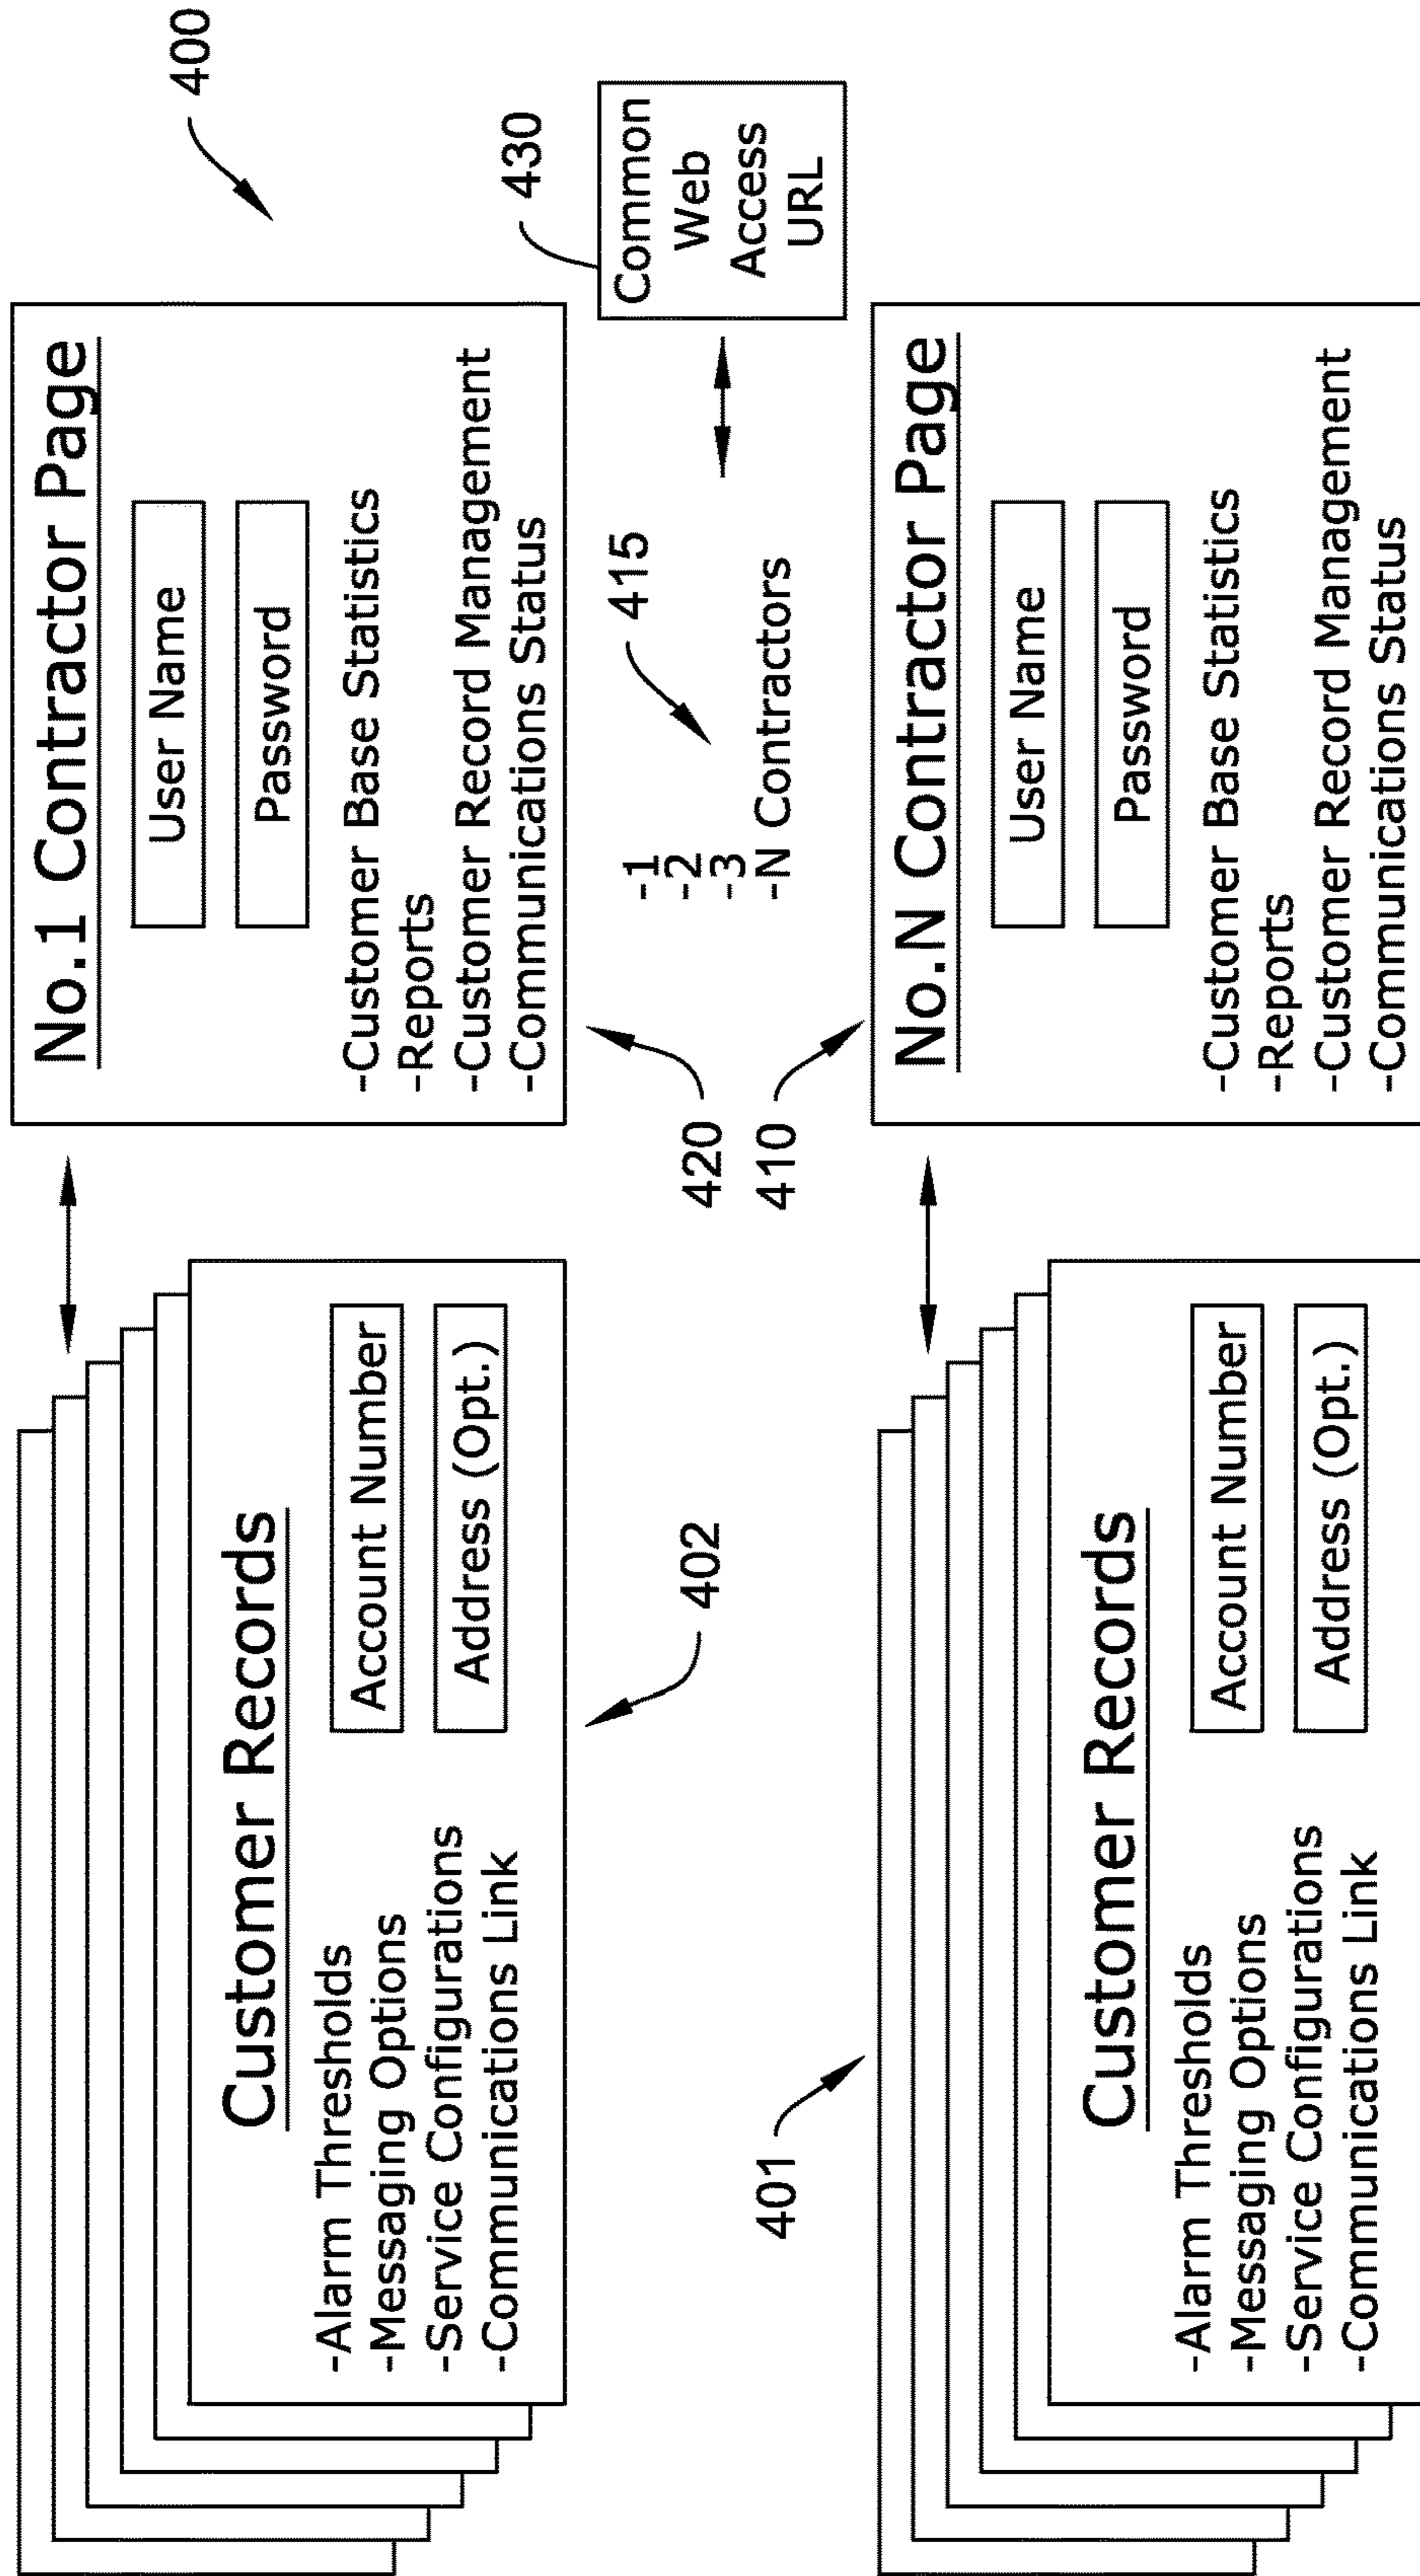 400
Customer Records
-Alarm Thresholds
-Messaging Options
-Service Configurations
-Communications Link
Account Number
Address (Opt.)
402
No.1 Contractor Page
User Name
Password
-Customer Base Statistics
-Reports
-Customer Record Management
-Communications Status
420
415
-1
-2
-3
-N Contractors
430
Common
Web
Access
URL
401
Customer Records
-Alarm Thresholds
-Messaging Options
-Service Configurations
-Communications Link
Account Number
Address (Opt.)
410
No.N Contractor Page
User Name
Password
-Customer Base Statistics
-Reports
-Customer Record Management
-Communications Status